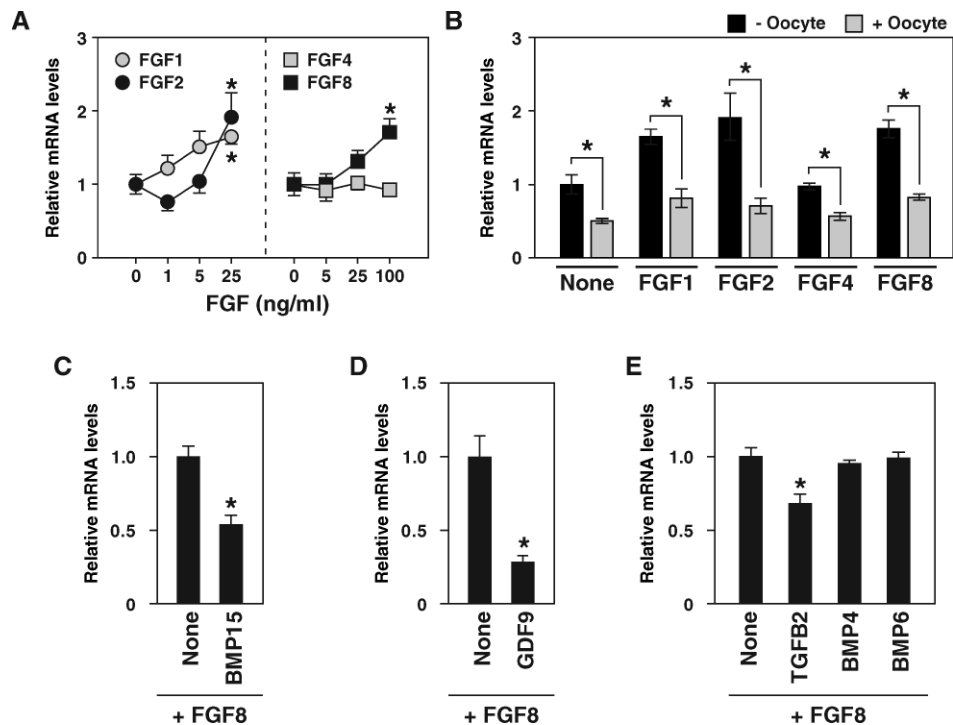 A
Relative mRNA levels
3
2
1
0
FGF1
FGF2
FGF4
FGF8
*
*
*
0 1 5 25 0 5 25 100
FGF (ng/ml)
B
- Oocyte + Oocyte
Relative mRNA levels
3
2
1
0
* * * * *
None FGF1 FGF2 FGF4 FGF8
C
Relative mRNA levels
1.5
1.0
0.5
0
*
None
BMP15
+ FGF8
D
Relative mRNA levels
1.5
1.0
0.5
0
*
None
GDF9
+ FGF8
E
Relative mRNA levels
1.5
1.0
0.5
0
*
None
TGFB2
BMP4
BMP6
+ FGF8